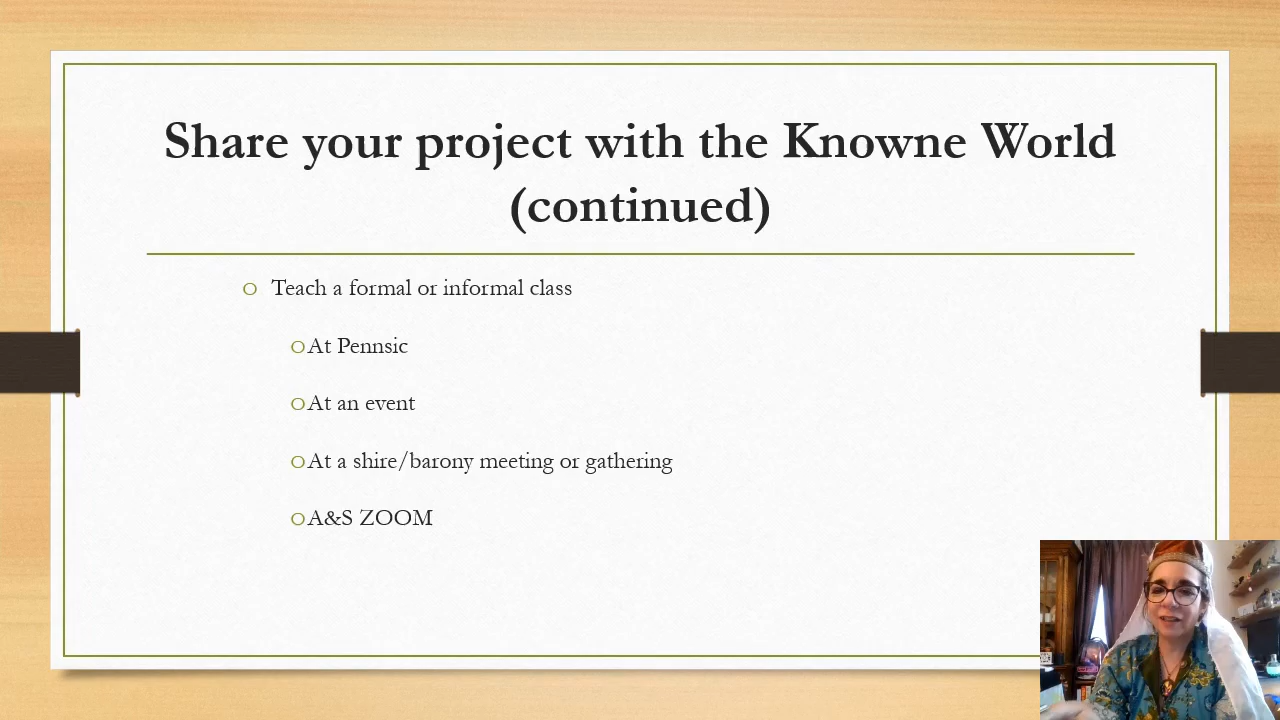 Share your project with the Knowne World
(continued)
Teach a formal or informal class
At Pennsic
At an event
At a shire/barony meeting or gathering
A&S ZOOM